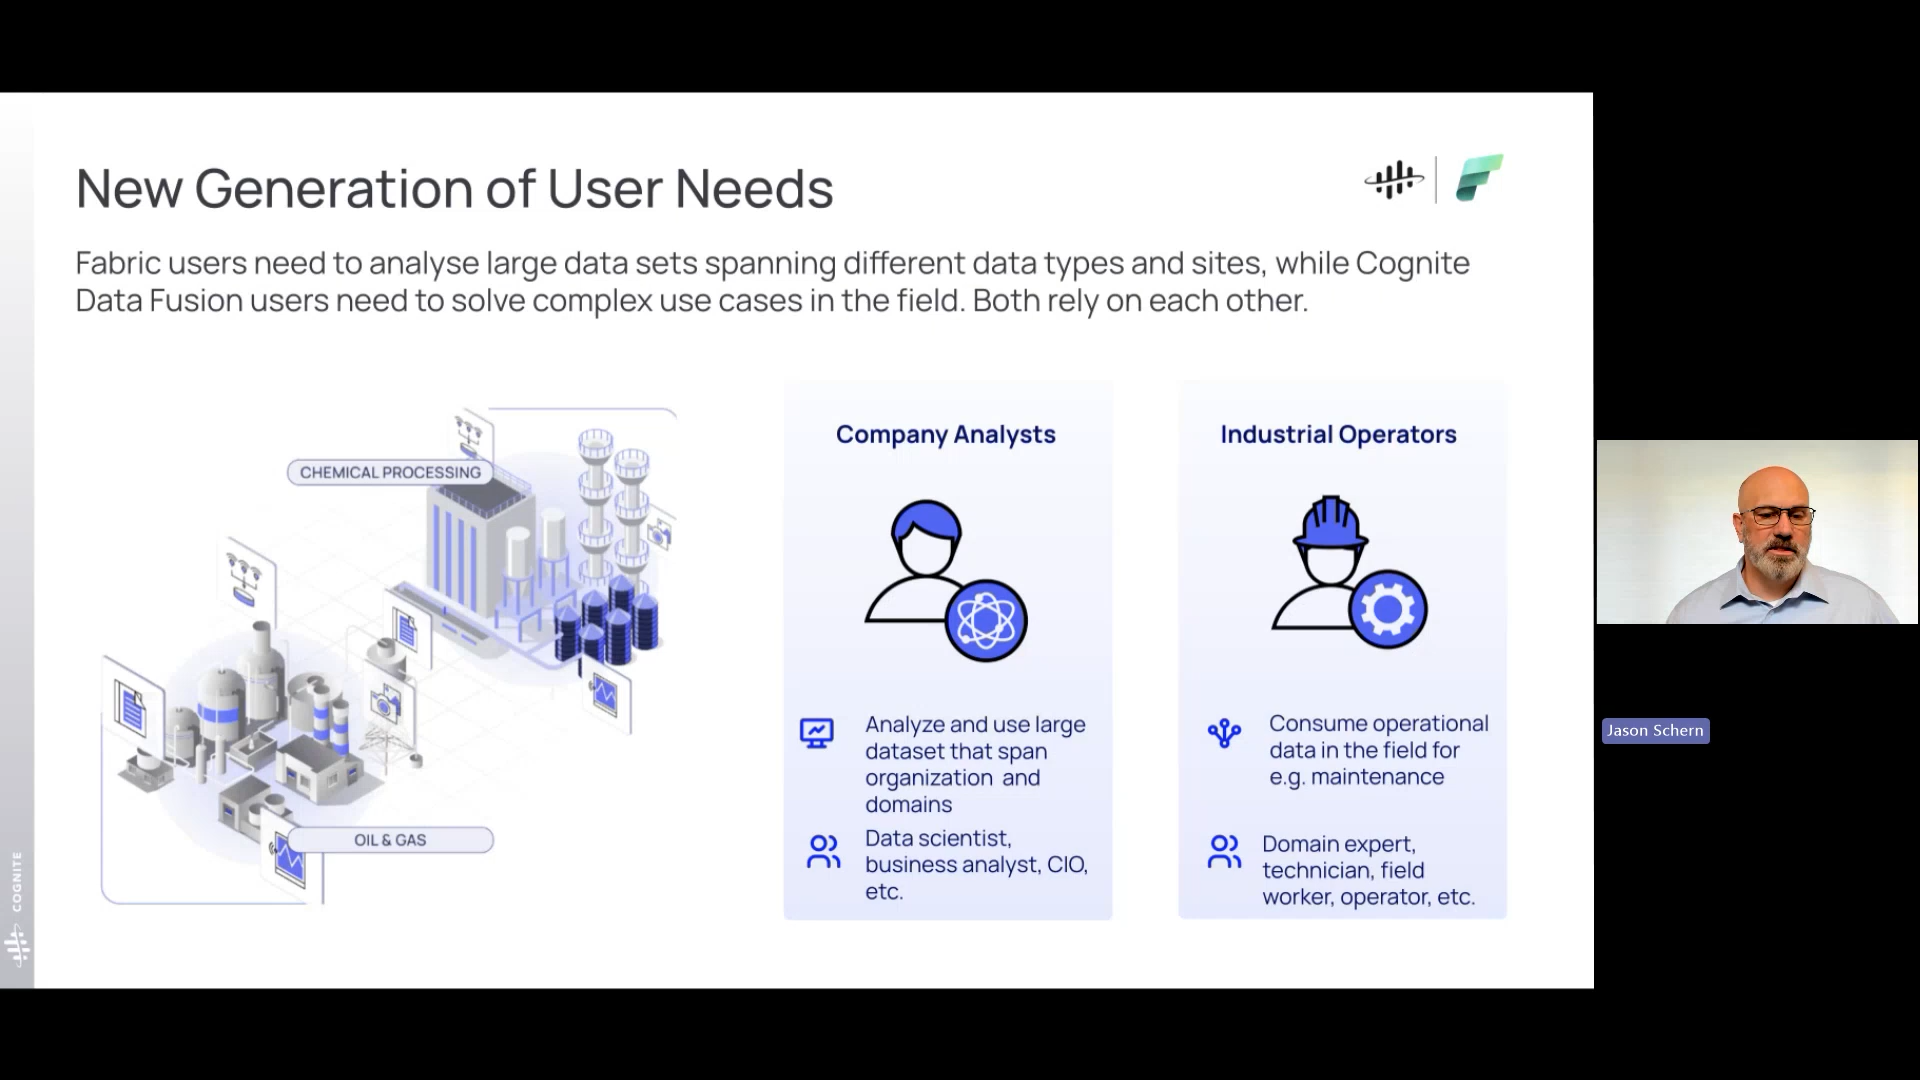 New Generation of User Needs
Fabric users need to analyse large data sets spanning different data types and sites, while Cognite
Data Fusion users need to solve complex use cases in the field. Both rely on each other.
CHEMICAL PROCESSING
OIL & GAS
Company Analysts
Analyze and use large
dataset that span
organization and
domains
Data scientist,
business analyst, CIO,
etc.
Industrial Operators
Consume operational
data in the field for
e.g. maintenance
Domain expert,
technician, field
worker, operator, etc.
COGNITE
Jason Schern